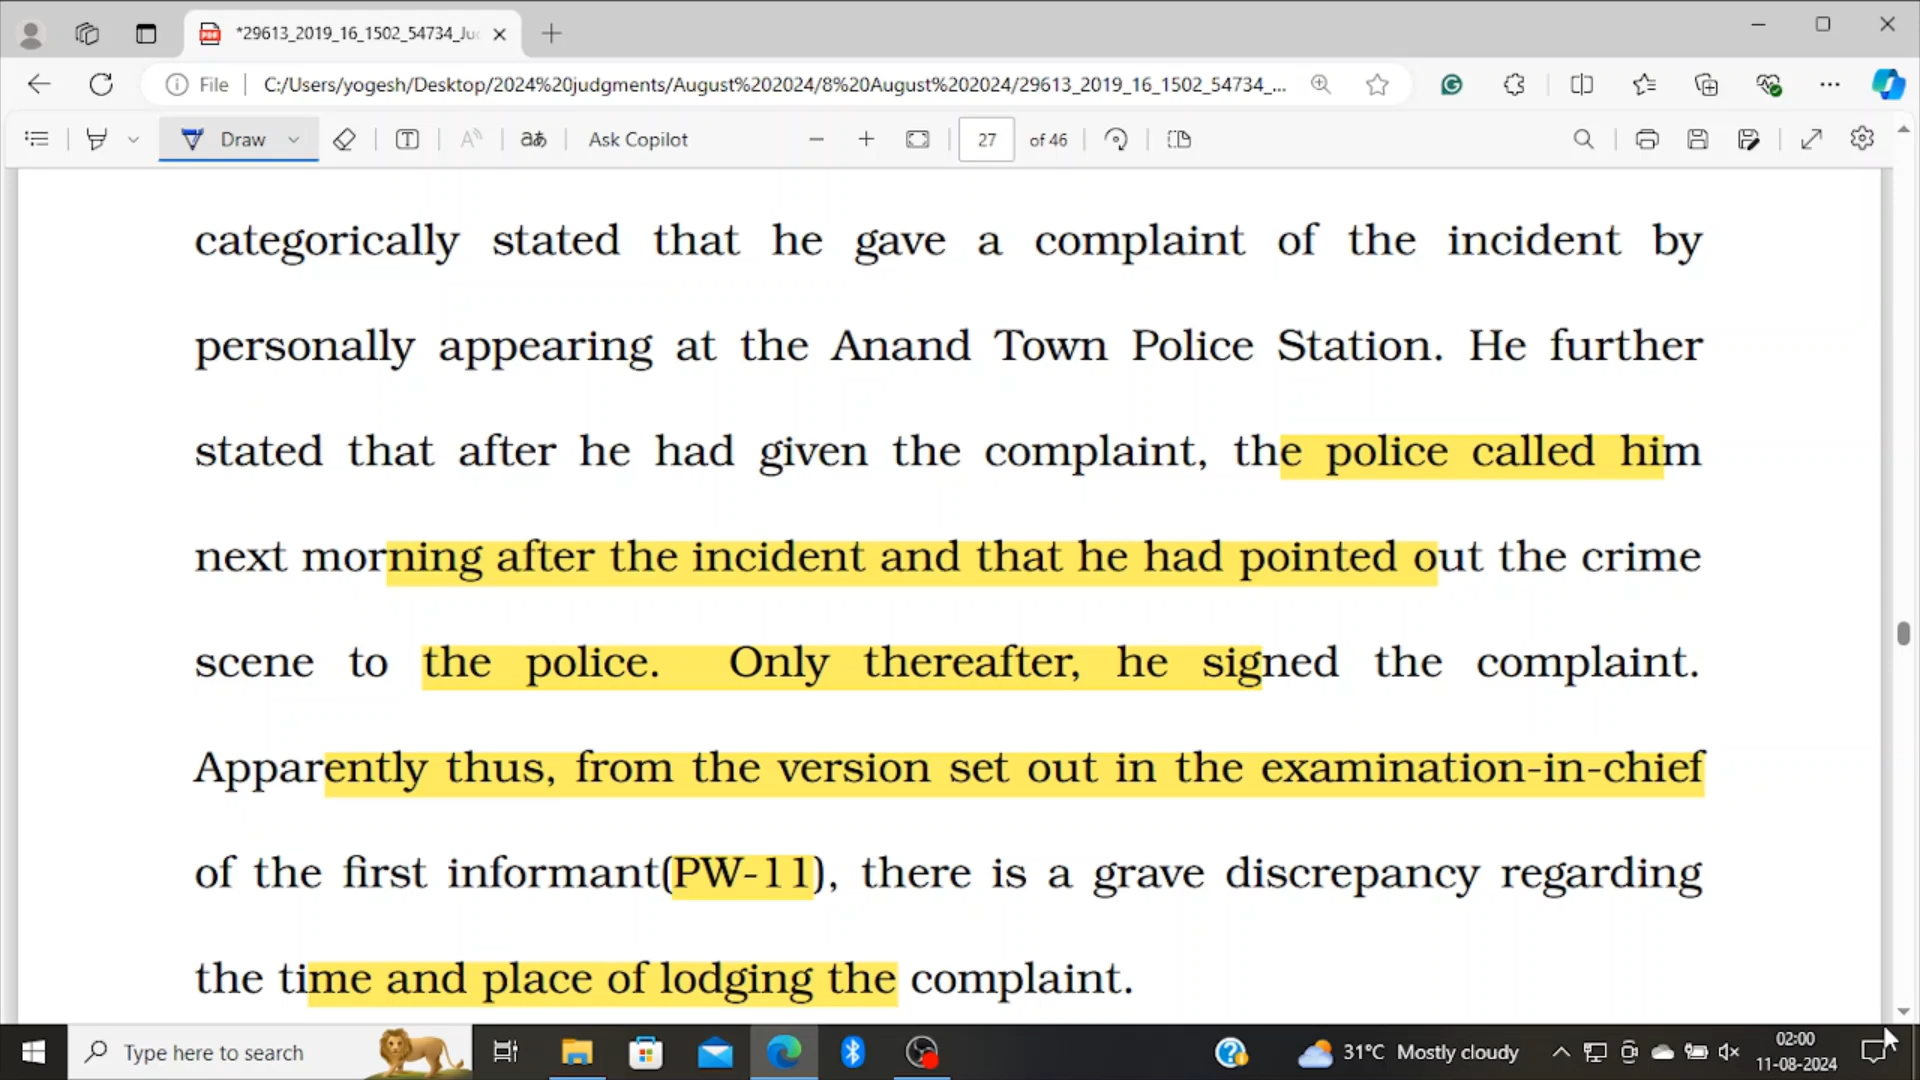 *29613_2019_16_1502_54734_Ju
File
C:/Users/yogesh/Desktop/2024%20judgments/August%202024/8%20August%202024/29613_2019_16_1502_54734_...
Draw
Ask Copilot
27 of 46
categorically stated that he gave a complaint of the incident by
personally appearing at the Anand Town Police Station. He further
stated that after he had given the complaint, the police called him
next morning after the incident and that he had pointed out the crime
scene to the police. Only thereafter, he signed the complaint.
Apparently thus, from the version set out in the examination-in-chief
of the first informant(PW-11), there is a grave discrepancy regarding
the time and place of lodging the complaint.
Type here to search
31°C Mostly cloudy
02:00
11-08-2024